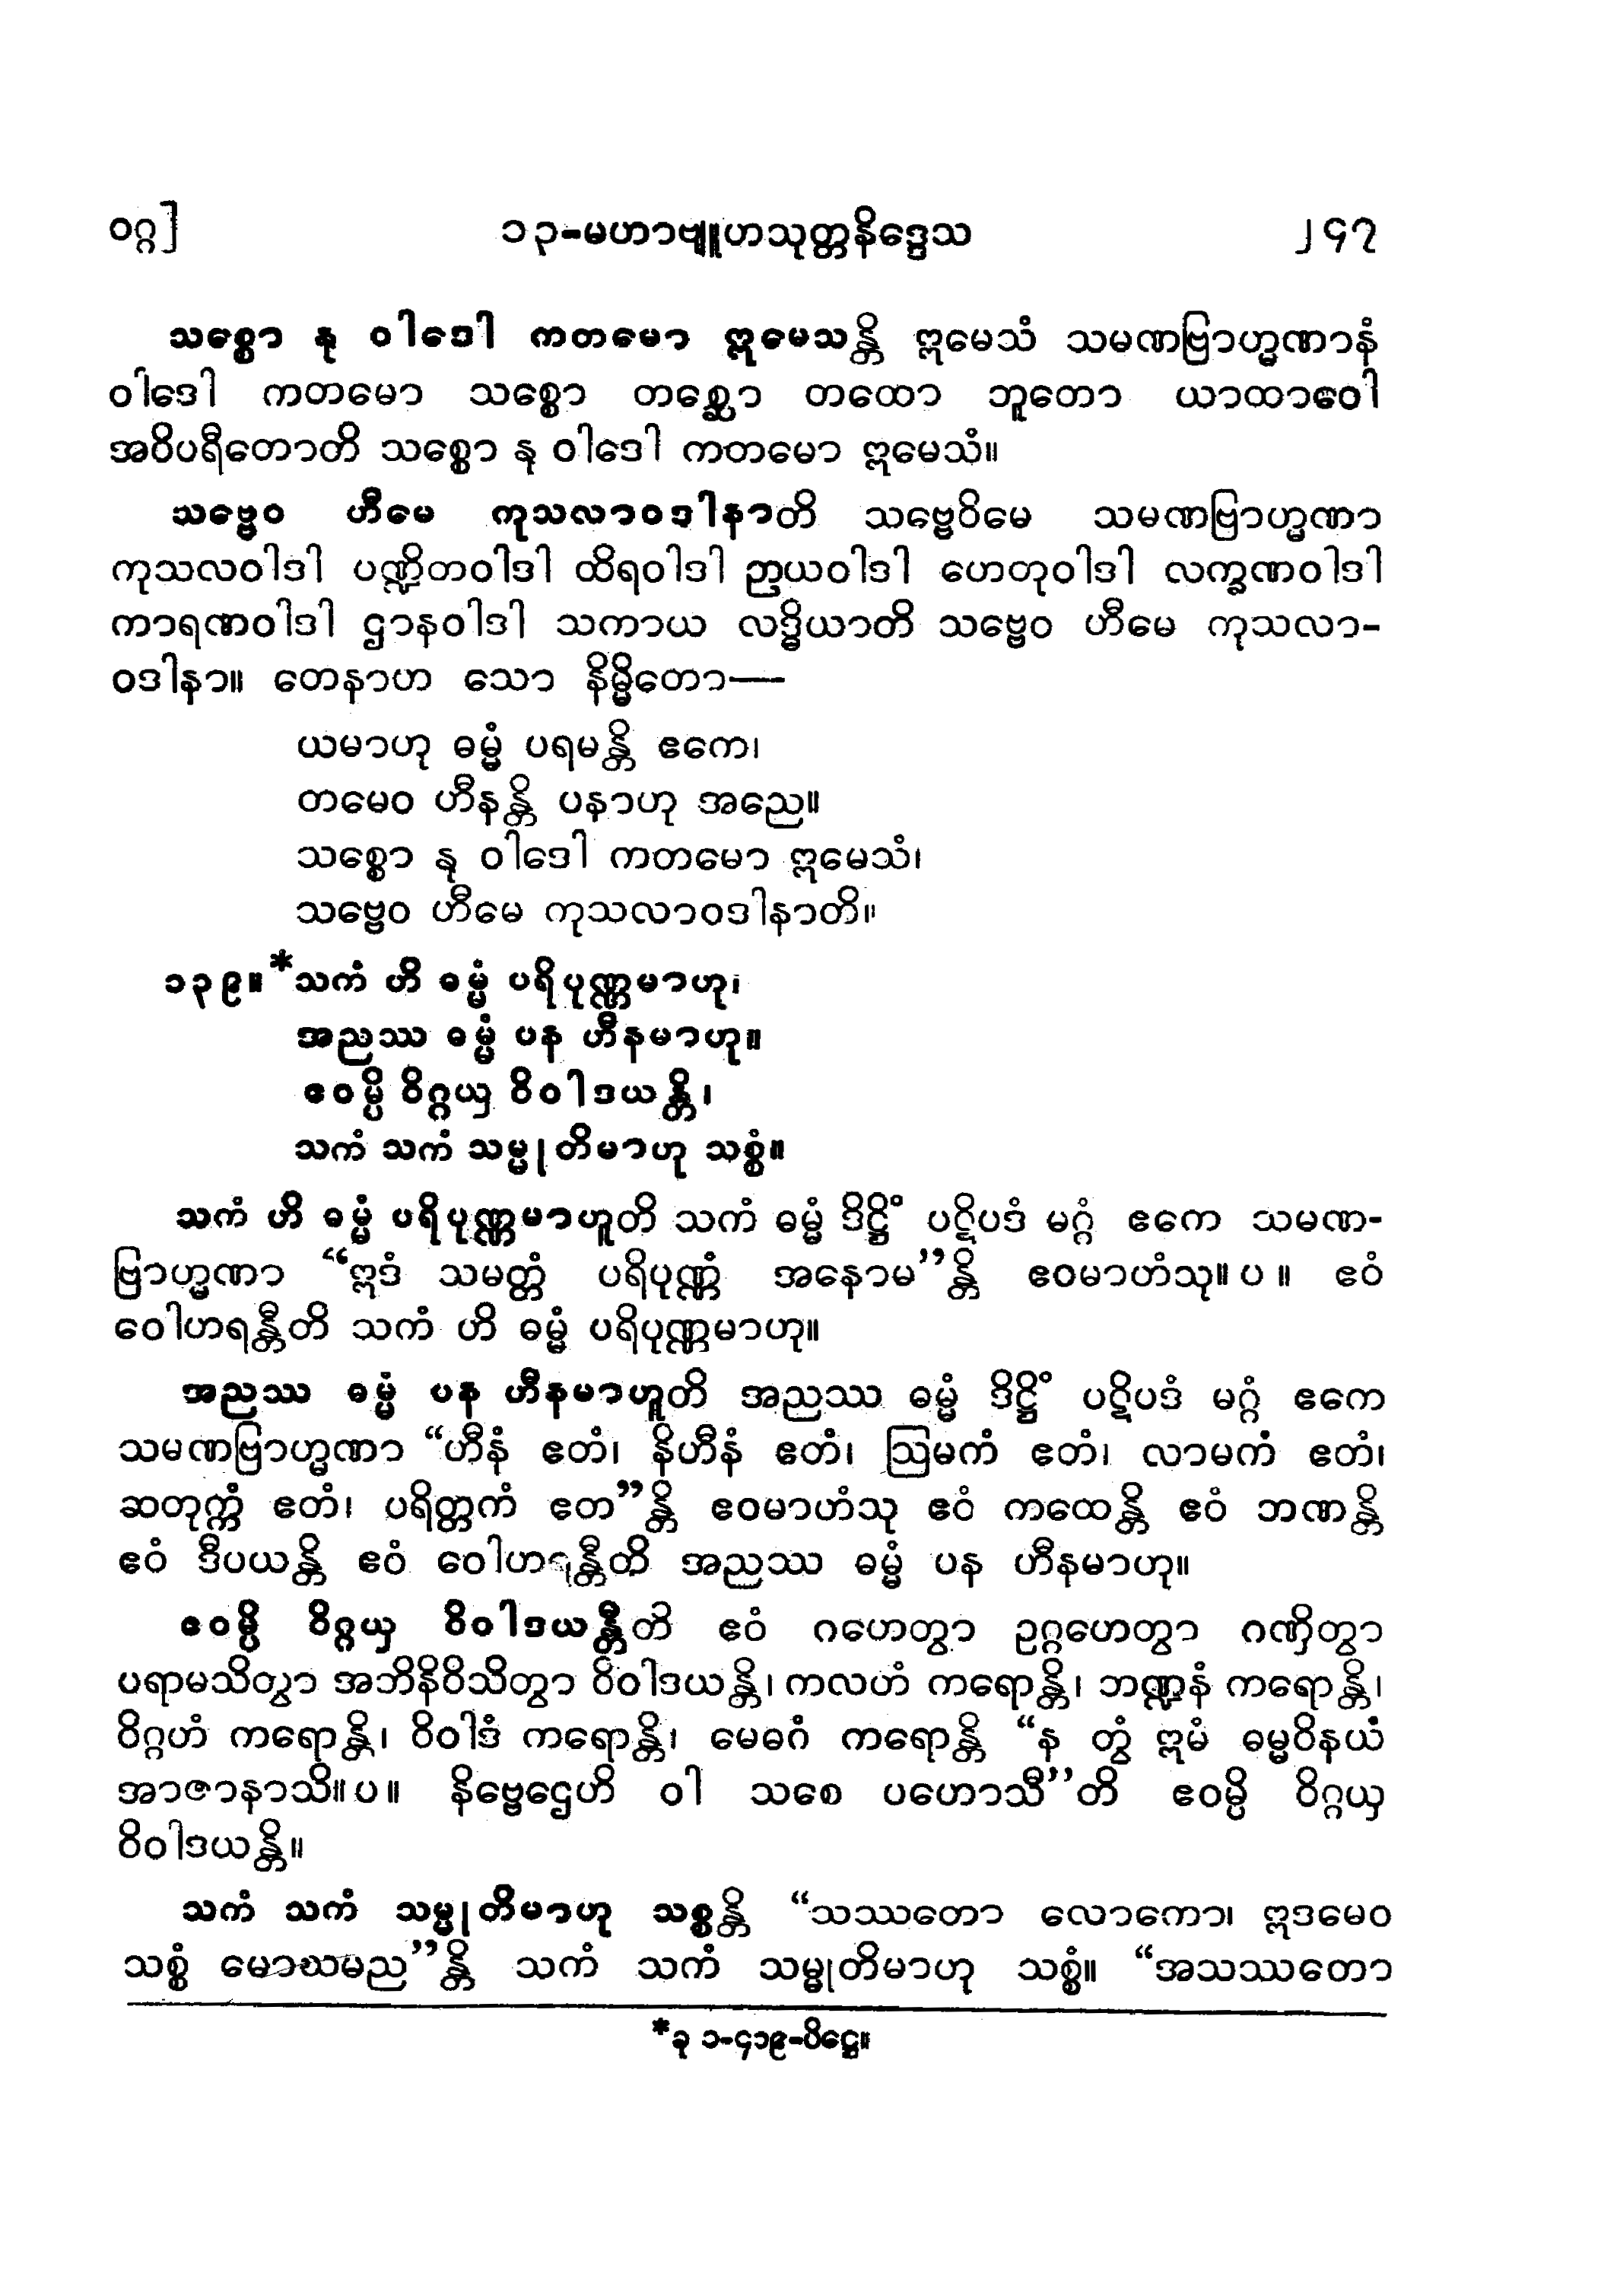 ဝဂ္ဂ] ၁၃-မဟာဗျူဟသုတ္တနိဒ္ဒေသ ၂၄၇
သစ္စော နု ဝါဒေါ ကတမော ဣမေသန္တိ ဣမေသံ သမဏဗြာဟ္မဏာနံ
ဝါဒေါ ကတမော သစ္စော တစ္ဆော တထော ဘူတော ယာထာဝေါ
အဝိပရီတောတိ သစ္စော နု ဝါဒေါ ကတမော ဣမေသံ။
သဗ္ဗေဝ ဟီမေ ကုသလာဝဒါနာတိ သဗ္ဗေဝိမေ သမဏဗြာဟ္မဏာ
ကုသလဝါဒါ ပဏ္ဍိတဝါဒါ ထိရဝါဒါ ဉာယဝါဒါ ဟေတုဝါဒါ လက္ခဏဝါဒါ
ကာရဏဝါဒါ ဌာနဝါဒါ သကာယ လဒ္ဓိယာတိ သဗ္ဗေဝ ဟီမေ ကုသလာ-
ဝဒါနာ။ တေနာဟ သော နိမ္မိတော—
ယမာဟု ဓမ္မံ ပရမန္တိ ဧကေ၊
တမေဝ ဟီနန္တိ ပနာဟု အညေ။
သစ္စော နု ဝါဒေါ ကတမော ဣမေသံ၊
သဗ္ဗေဝ ဟီမေ ကုသလာဝဒါနာတိ။
၁၃၉။ *သကံ ဟိ ဓမ္မံ ပရိပုဏ္ဏမာဟု၊
အညဿ ဓမ္မံ ပန ဟီနမာဟု။
ဧဝမ္ပိ ဝိဂ္ဂယှ ဝိဝါဒယန္တိ၊
သကံ သကံ သမ္မုတိမာဟု သစ္စံ။
သကံ ဟိ ဓမ္မံ ပရိပုဏ္ဏမာဟူတိ သကံ ဓမ္မံ ဒိဋ္ဌိံ ပဋိပဒံ မဂ္ဂံ ဧကေ သမဏ-
ဗြာဟ္မဏာ “ဣဒံ သမတ္တံ ပရိပုဏ္ဏံ အနောမ”န္တိ ဧဝမာဟံသု။ပ။ ဧဝံ
ဝေါဟရန္တီတိ သကံ ဟိ ဓမ္မံ ပရိပုဏ္ဏမာဟု။
အညဿ ဓမ္မံ ပန ဟီနမာဟူတိ အညဿ ဓမ္မံ ဒိဋ္ဌိံ ပဋိပဒံ မဂ္ဂံ ဧကေ
သမဏဗြာဟ္မဏာ “ဟီနံ ဧတံ၊ နိဟီနံ ဧတံ၊ ဩမကံ ဧတံ၊ လာမကံ ဧတံ၊
ဆတုက္ကံ ဧတံ၊ ပရိတ္တကံ ဧတ”န္တိ ဧဝမာဟံသု ဧဝံ ကထေန္တိ ဧဝံ ဘဏန္တိ
ဧဝံ ဒီပယန္တိ ဧဝံ ဝေါဟရန္တီတိ အညဿ ဓမ္မံ ပန ဟီနမာဟု။
ဧဝမ္ပိ ဝိဂ္ဂယှ ဝိဝါဒယန္တီတိ ဧဝံ ဂဟေတွာ ဥဂ္ဂဟေတွာ ဂဏှိတွာ
ပရာမသိတွာ အဘိနိဝိသိတွာ ဝိဝါဒယန္တိ၊ ကလဟံ ကရောန္တိ၊ ဘဏ္ဍနံ ကရောန္တိ၊
ဝိဂ္ဂဟံ ကရောန္တိ၊ ဝိဝါဒံ ကရောန္တိ၊ မေဓဂံ ကရောန္တိ “န တွံ ဣမံ ဓမ္မဝိနယံ
အာဇာနာသိ။ပ။ နိဗ္ဗေဌေဟိ ဝါ သစေ ပဟောသီ”တိ ဧဝမ္ပိ ဝိဂ္ဂယှ
ဝိဝါဒယန္တိ။
သကံ သကံ သမ္မုတိမာဟု သစ္စန္တိ “သဿတော လောကော၊ ဣဒမေဝ
သစ္စံ မောဃမည”န္တိ သကံ သကံ သမ္မုတိမာဟု သစ္စံ။ “အသဿတော
*ခု ၁-၄၁၉-ပိဋ္ဌေ။